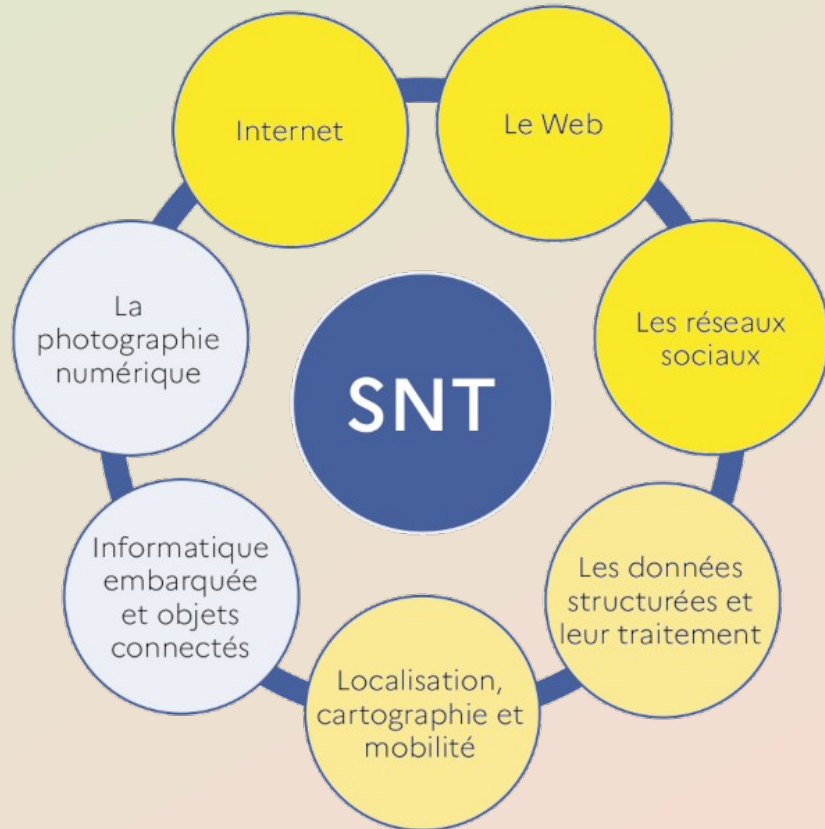 Internet
Le Web
Les réseaux
sociaux
Les données
structurées et
leur traitement
Localisation,
cartographie et
mobilité
Informatique
embarquée
et objets
connectés
La
photographie
numérique
SNT